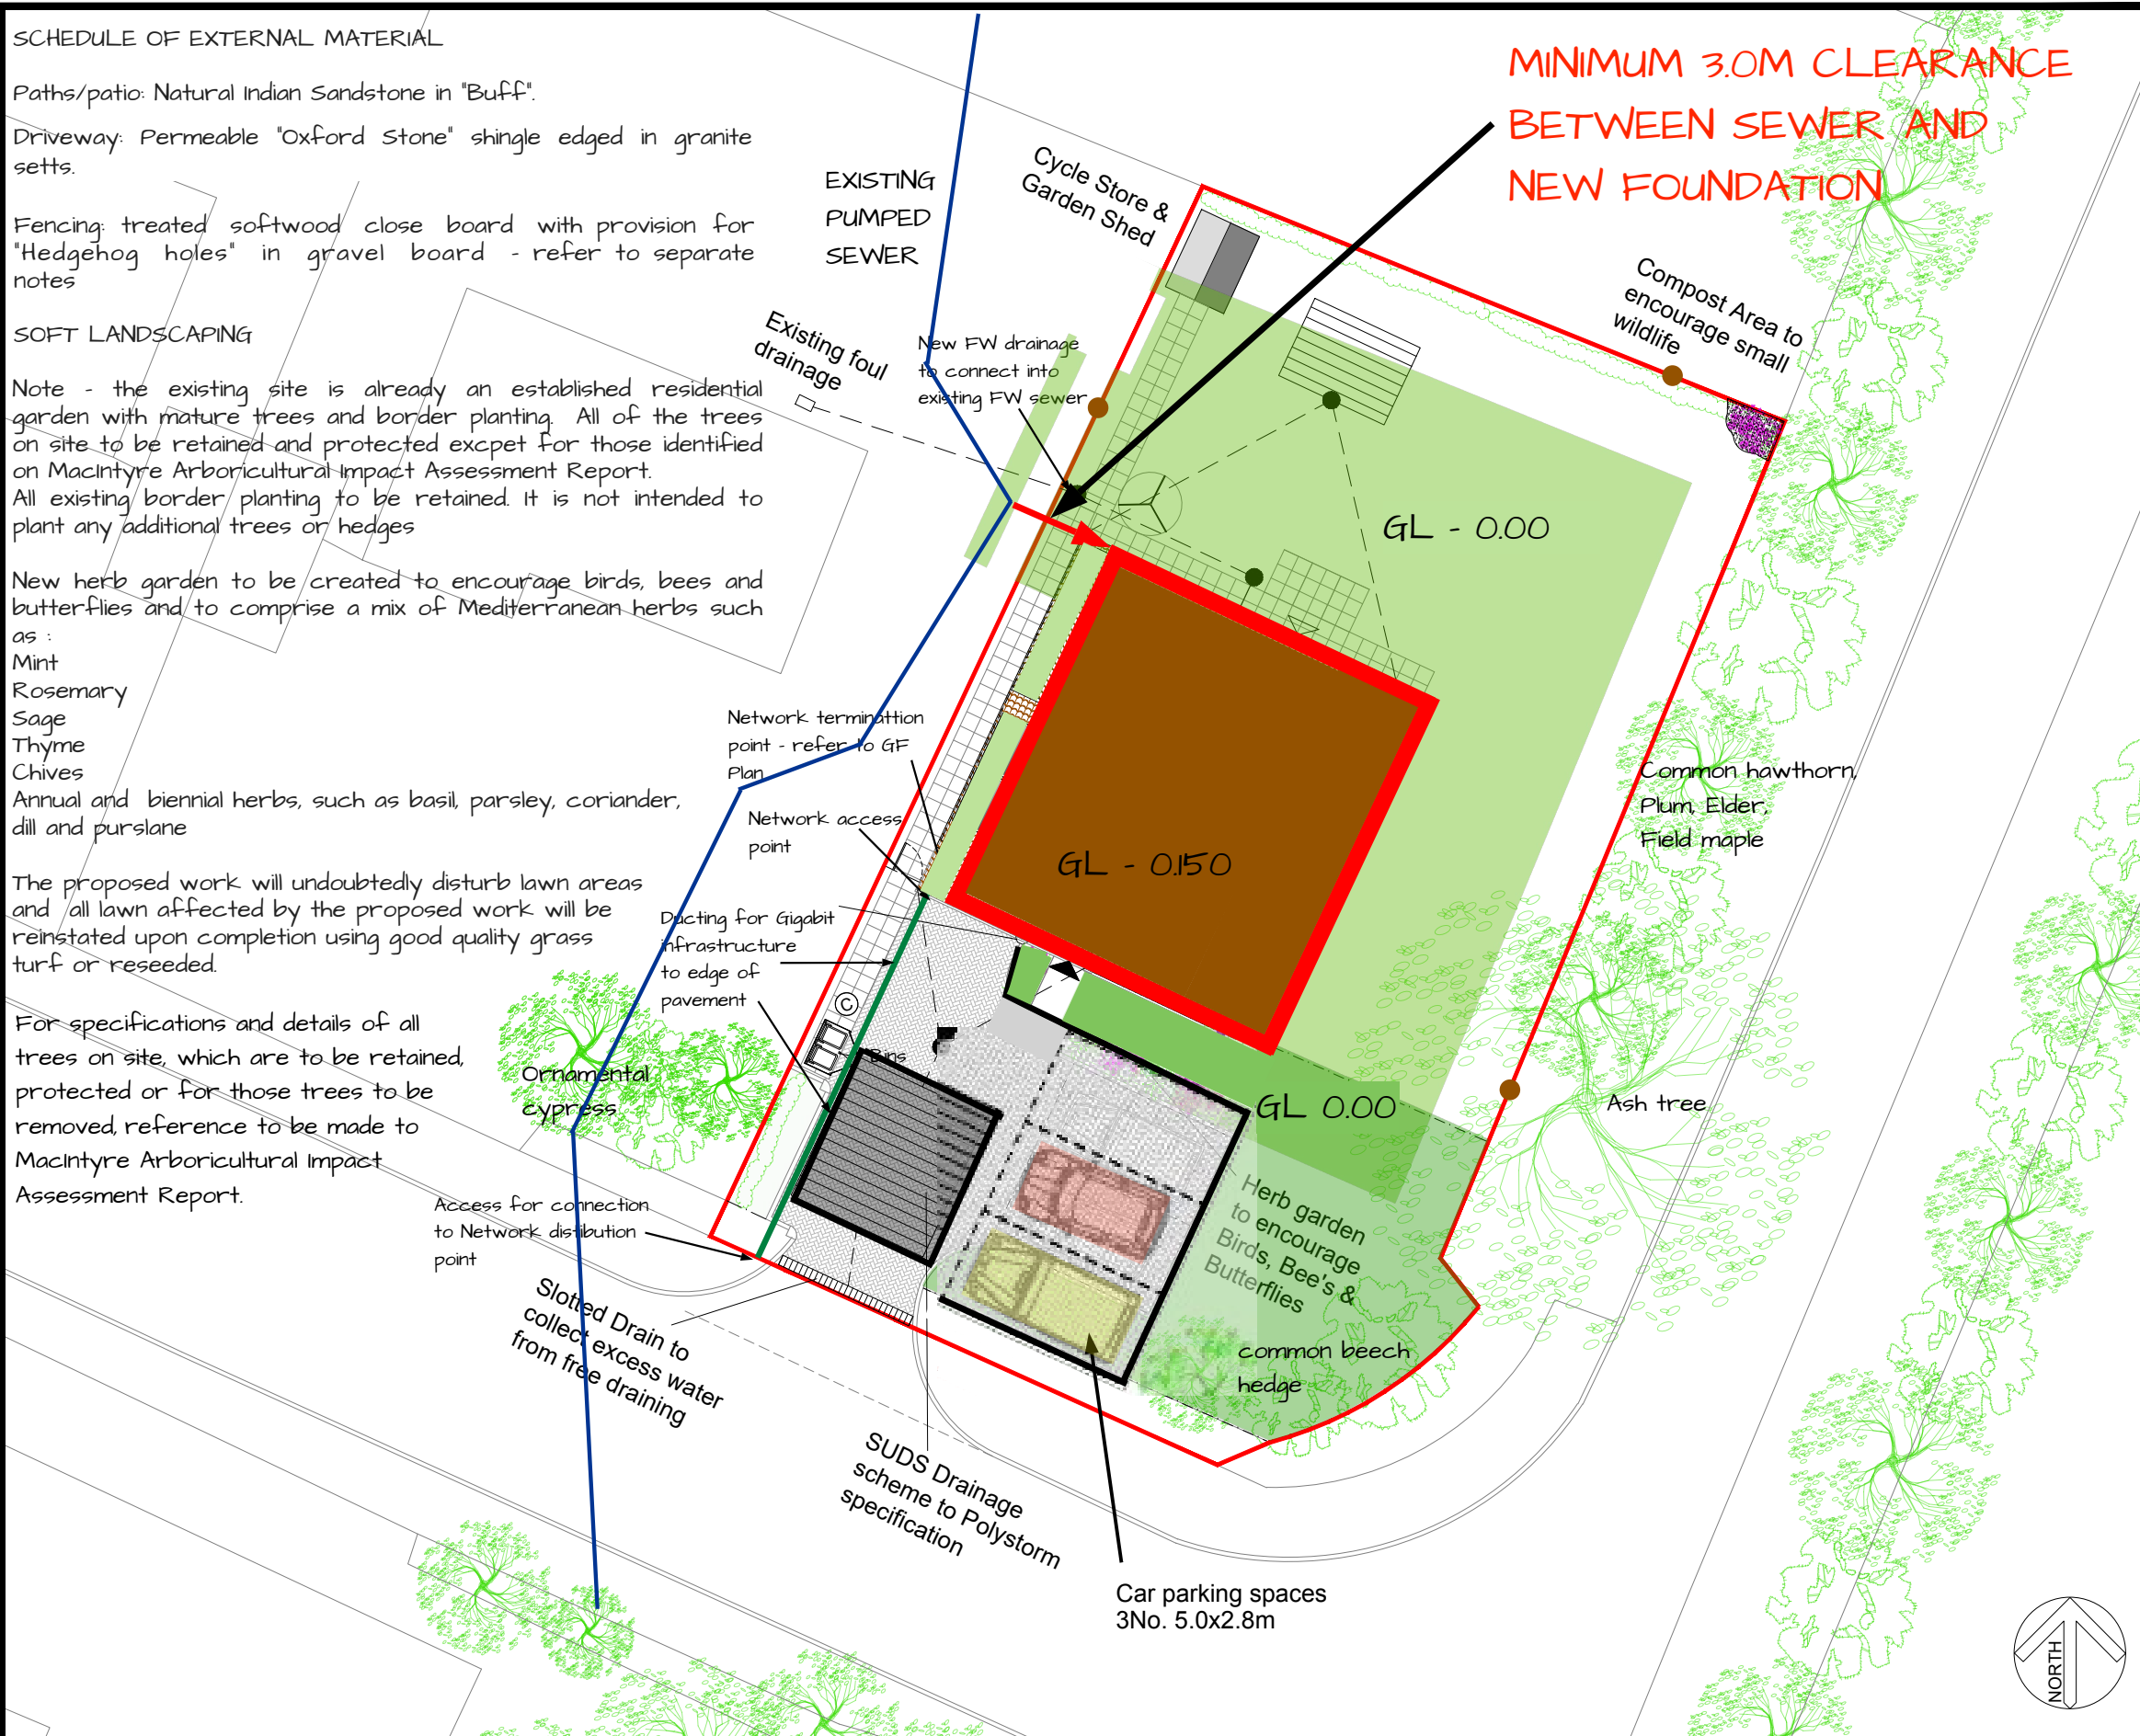 SCHEDULE OF EXTERNAL MATERIAL
Paths/patio: Natural Indian Sandstone in "Buff".
Driveway: Permeable "Oxford Stone" shingle edged in granite
setts.
Fencing: treated softwood close board with provision for
"Hedgehog holes" in gravel board - refer to separate
notes
SOFT LANDSCAPING
Note - the existing site is already an established residential
garden with mature trees and border planting. All of the trees
on site to be retained and protected excpet for those identified
on MacIntyre Arboricultural Impact Assessment Report.
All existing border planting to be retained. It is not intended to
plant any additional trees or hedges
New herb garden to be created to encourage birds, bees and
butterflies and to comprise a mix of Mediterranean herbs such
as :
Mint
Rosemary
Sage
Thyme
Chives
Annual and biennial herbs, such as basil, parsley, coriander,
dill and purslane
The proposed work will undoubtedly disturb lawn areas
and all lawn affected by the proposed work will be
reinstated upon completion using good quality grass
turf or reseeded.
For specifications and details of all
trees on site, which are to be retained,
protected or for those trees to be
removed, reference to be made to
MacIntyre Arboricultural Impact
Assessment Report.
EXISTING
PUMPED
SEWER
Cycle Store &
Garden Shed
MINIMUM 3.0M CLEARANCE
BETWEEN SEWER AND
NEW FOUNDATION
Compost Area to
encourage small
wildlife
Existing foul
drainage
New FW drainage
to connect into
existing FW sewer
GL - 0.00
Network terminattion
point - refer to GF
Plan
Network access
point
GL - 0.150
Common hawthorn,
Plum, Elder,
Field maple
Ducting for Gigabit
infrastructure
to edge of
pavement
C
Bins
Ornamental
cypress
GL 0.00
Ash tree
Herb garden
to encourage
Birds, Bee's &
Butterflies
common beech
hedge
Access for connection
to Network distibution
point
Slotted Drain to
collect excess water
from free draining
SUDS Drainage
scheme to Polystorm
specification
Car parking spaces
3No. 5.0x2.8m
NORTH